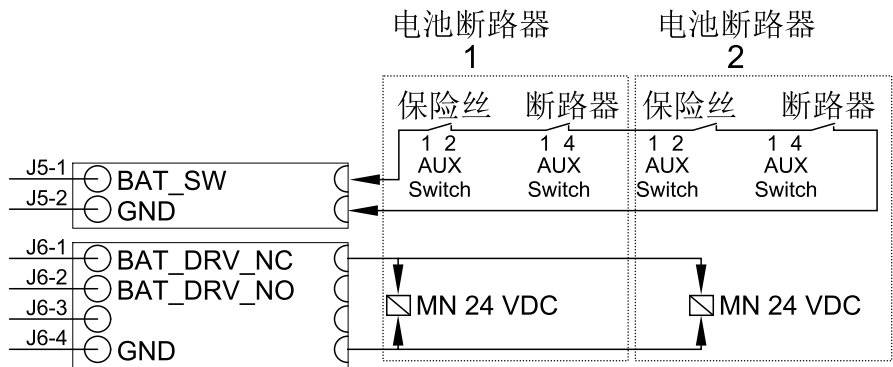 电池断路器 电池断路器
1 2
保险丝 断路器 保险丝 断路器
1 2 1 4 1 2 1 4
AUX AUX AUX AUX
Switch Switch Switch Switch
J5-1 BAT_SW
J5-2 GND
J6-1 BAT_DRV_NC
J6-2 BAT_DRV_NO
J6-3 MN 24 VDC MN 24 VDC
J6-4 GND